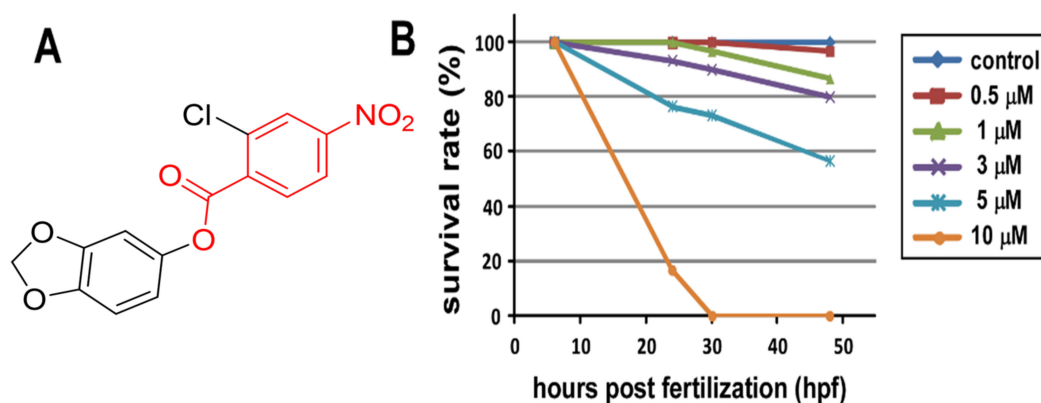 A
Cl
NO₂
O
O
O
O
B
survival rate (%)
100
80
60
40
20
0
0 10 20 30 40 50
hours post fertilization (hpf)
control
0.5 μM
1 μM
3 μM
5 μM
10 μM